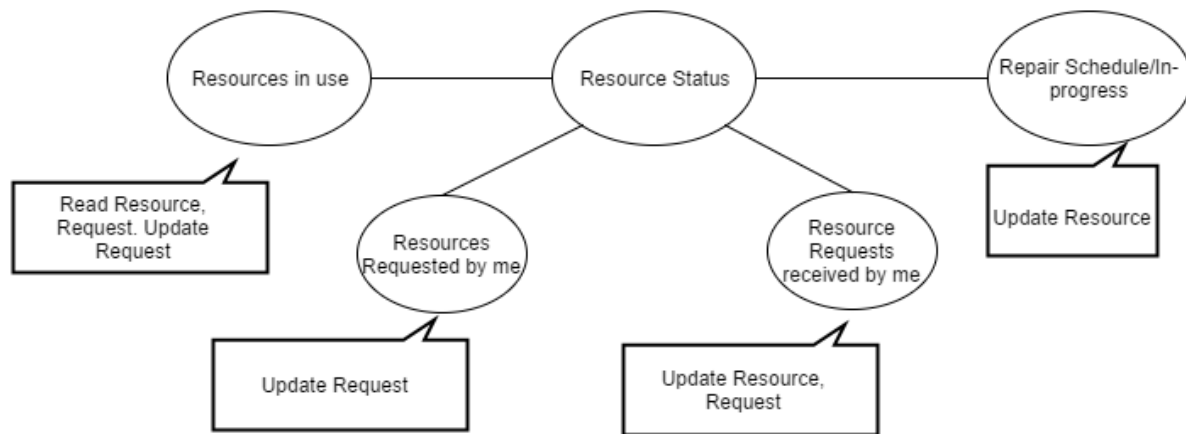 Resources in use
Resource Status
Repair Schedule/In-
progress
Read Resource,
Request. Update
Request
Resources
Requested by me
Resource
Requests
received by me
Update Resource
Update Request
Update Resource,
Request